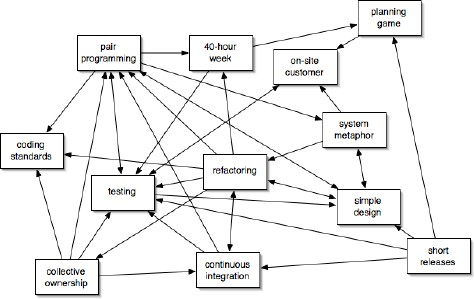 planning
game
pair
programming
40-hour
week
on-site
customer
system
metaphor
coding
standards
refactoring
testing
simple
design
short
releases
collective
ownership
continuous
integration